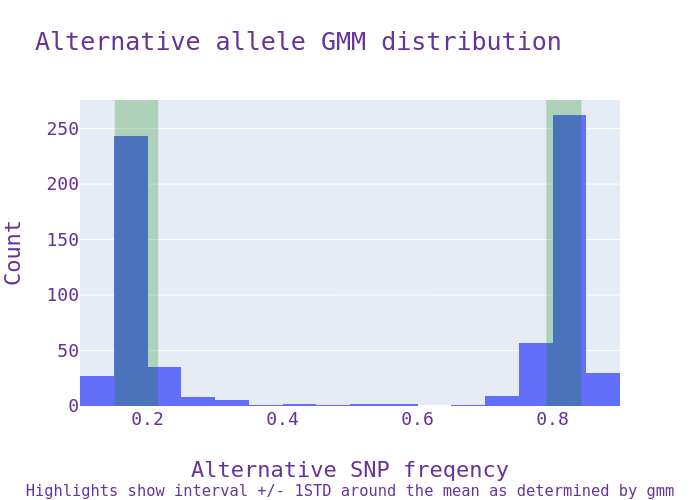 Alternative allele GMM distribution
250
200
150
100
50
0
Count
0.2 0.4 0.6 0.8
Alternative SNP freqency
Highlights show interval +/- 1STD around the mean as determined by gmm